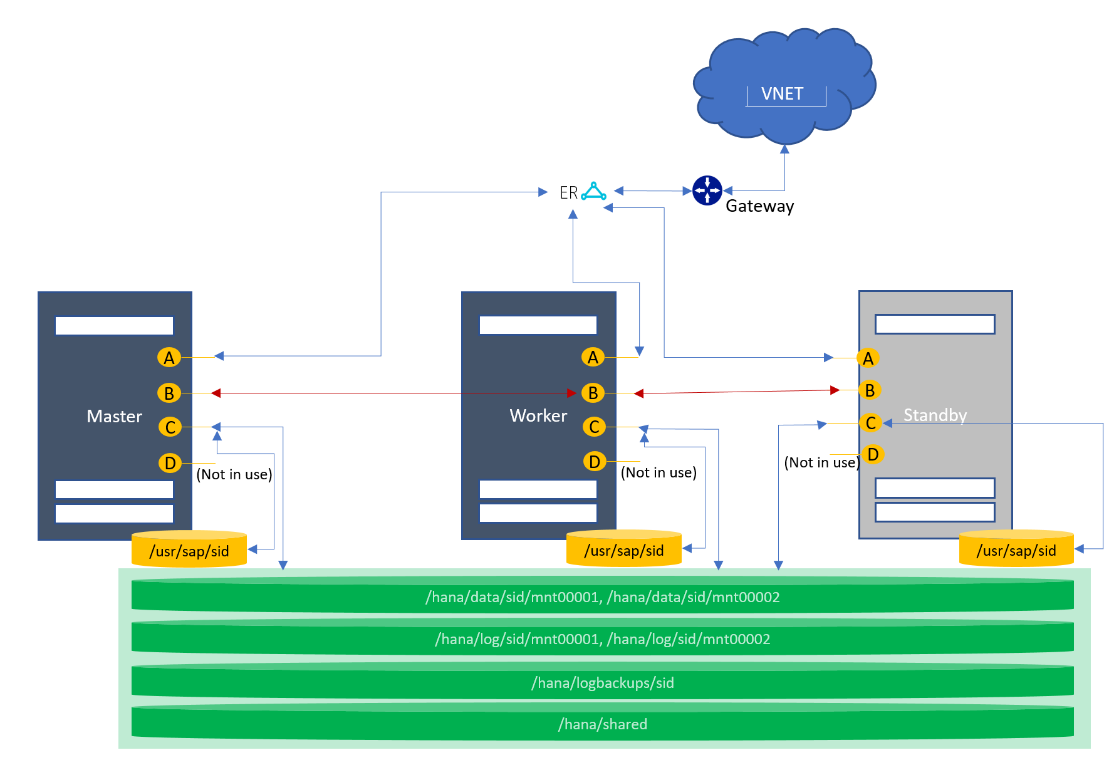 VNET
ER
Gateway
A
A
A
B
B
B
Master
Worker
Standby
C
C
C
D
D
D
(Not in use)
(Not in use)
(Not in use)
/usr/sap/sid
/usr/sap/sid
/usr/sap/sid
/hana/data/sid/mnt00001, /hana/data/sid/mnt00002
/hana/log/sid/mnt00001, /hana/log/sid/mnt00002
/hana/logbackups/sid
/hana/shared